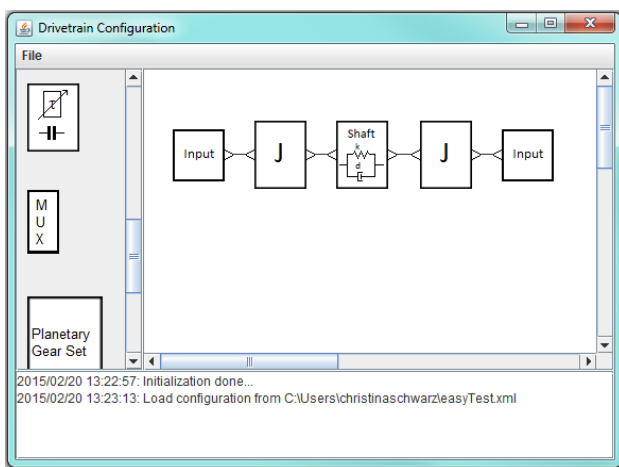 Drivetrain Configuration
File
τ
M
U
X
Planetary
Gear Set
Input
J
Shaft
k
d
J
Input
2015/02/20 13:22:57: Initialization done...
2015/02/20 13:23:13: Load configuration from C:\Users\christinaschwarz\easyTest.xml